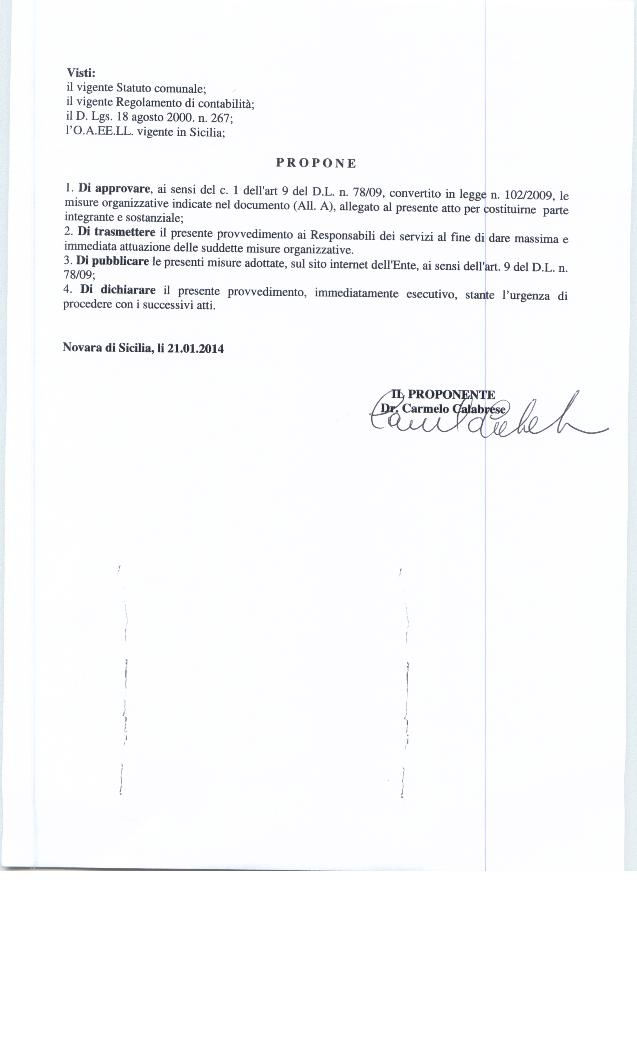 Visti:
il vigente Statuto comunale;
il vigente Regolamento di contabilità;
il D. Lgs. 18 agosto 2000. n. 267;
l'O.A.EE.LL. vigente in Sicilia;
PROPONE
1. Di approvare, ai sensi del c. 1 dell'art 9 del D.L. n. 78/09, convertito in legge n. 102/2009, le
misure organizzative indicate nel documento (All. A), allegato al presente atto per costituirne parte
integrante e sostanziale;
2. Di trasmettere il presente provvedimento ai Responsabili dei servizi al fine di dare massima e
immediata attuazione delle suddette misure organizzative.
3. Di pubblicare le presenti misure adottate, sul sito internet dell'Ente, ai sensi dell'art. 9 del D.L. n.
78/09;
4. Di dichiarare il presente provvedimento, immediatamente esecutivo, stante l'urgenza di
procedere con i successivi atti.
Novara di Sicilia, li 21.01.2014
IL PROPONENTE
Dr. Carmelo Calabrese